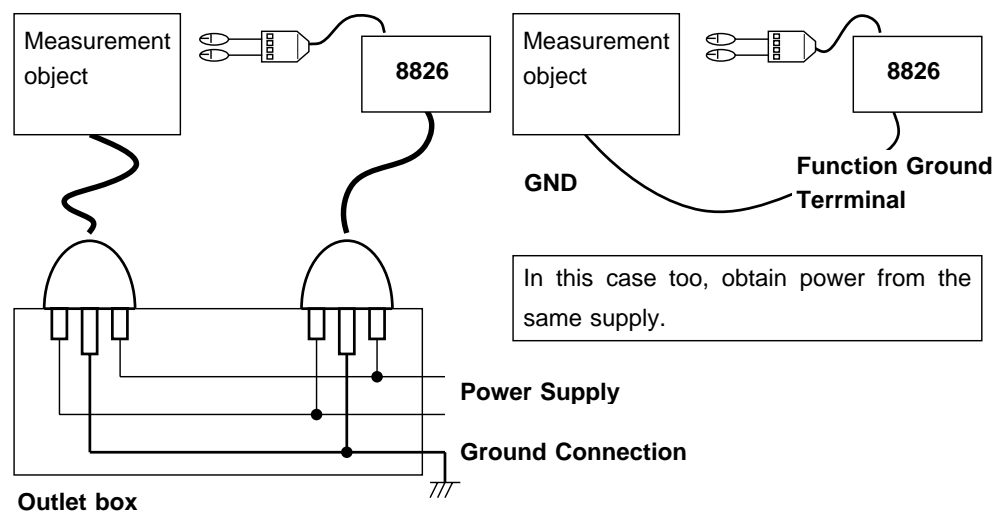 Measurement
object
8826
Measurement
object
8826
GND
Function Ground
Terrminal
In this case too, obtain power from the
same supply.
Power Supply
Ground Connection
Outlet box